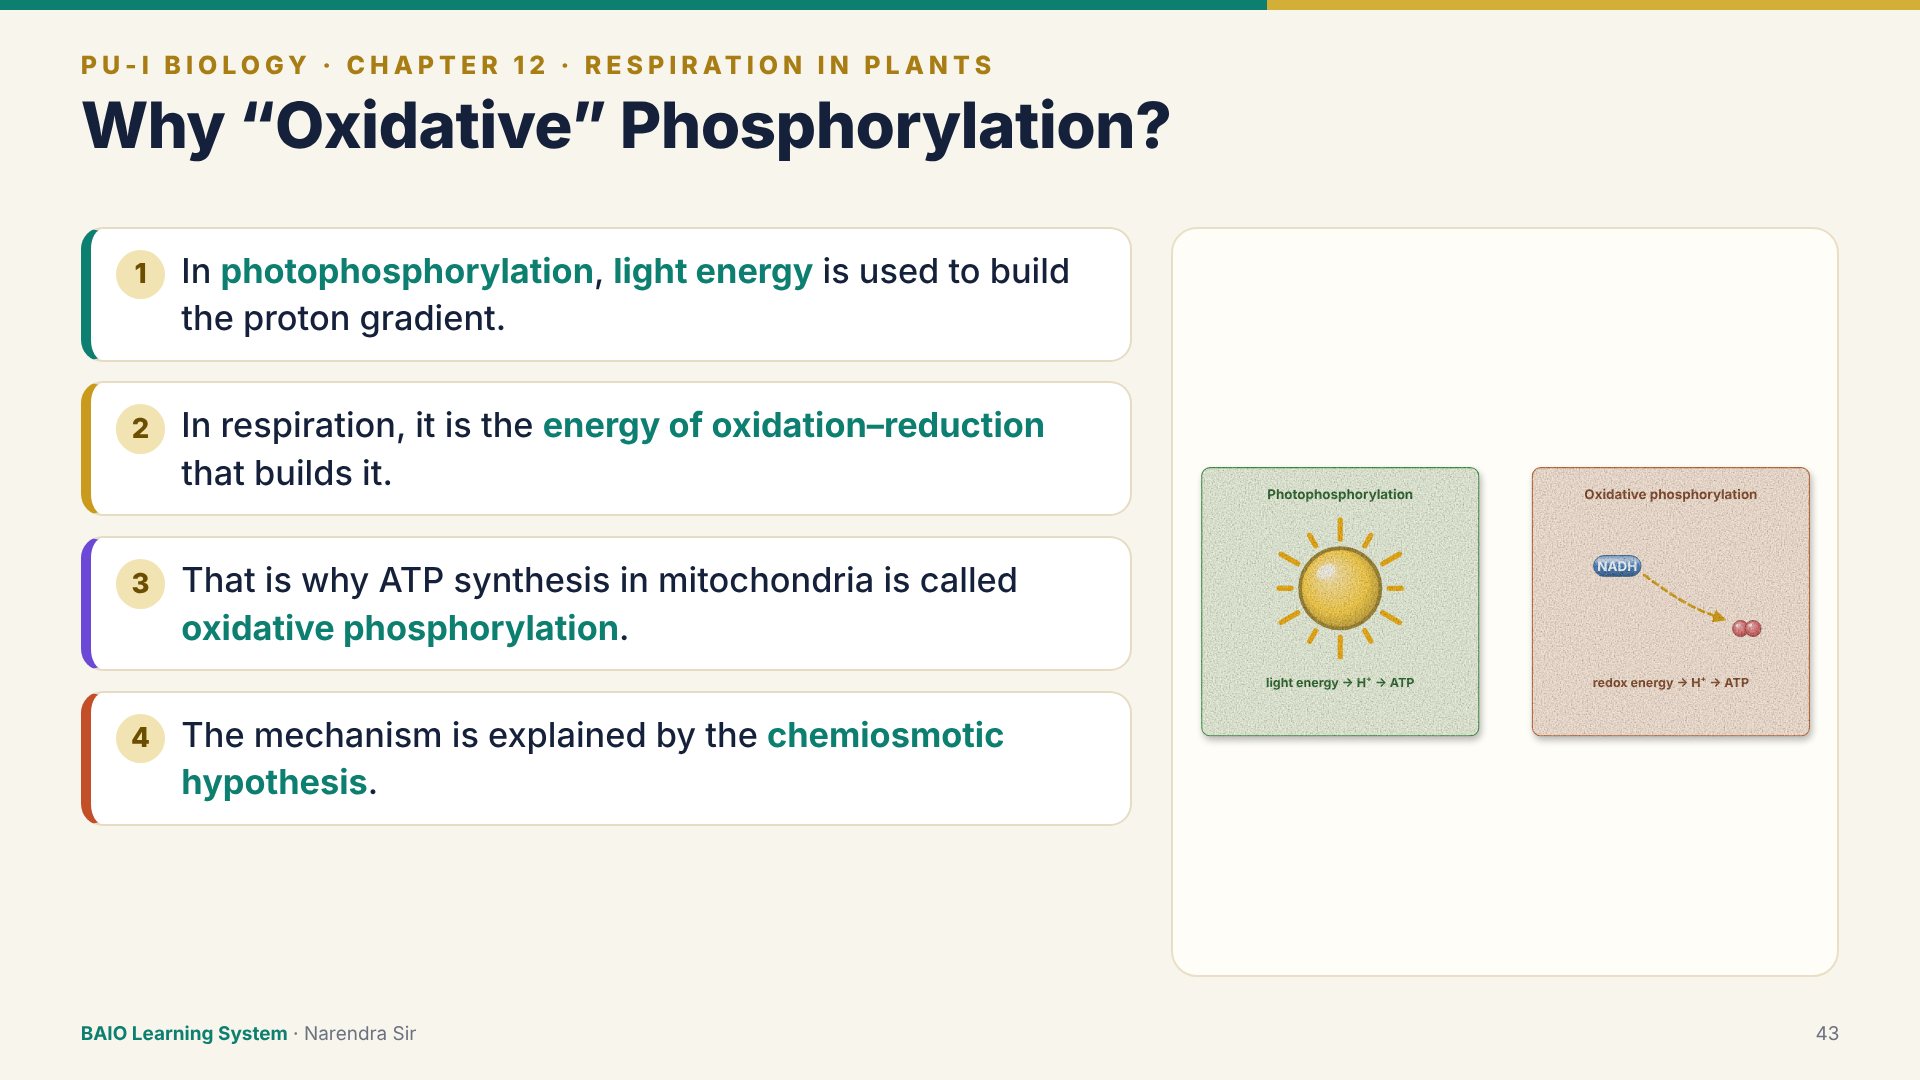 PU-I BIOLOGY · CHAPTER 12 · RESPIRATION IN PLANTS
Why “Oxidative” Phosphorylation?
1 In photophosphorylation, light energy is used to build
the proton gradient.
2 In respiration, it is the energy of oxidation–reduction
that builds it.
3 That is why ATP synthesis in mitochondria is called
oxidative phosphorylation.
4 The mechanism is explained by the chemiosmotic
hypothesis.
Photophosphorylation
light energy → H⁺ → ATP
Oxidative phosphorylation
NADH
redox energy → H⁺ → ATP
BAIO Learning System · Narendra Sir
43